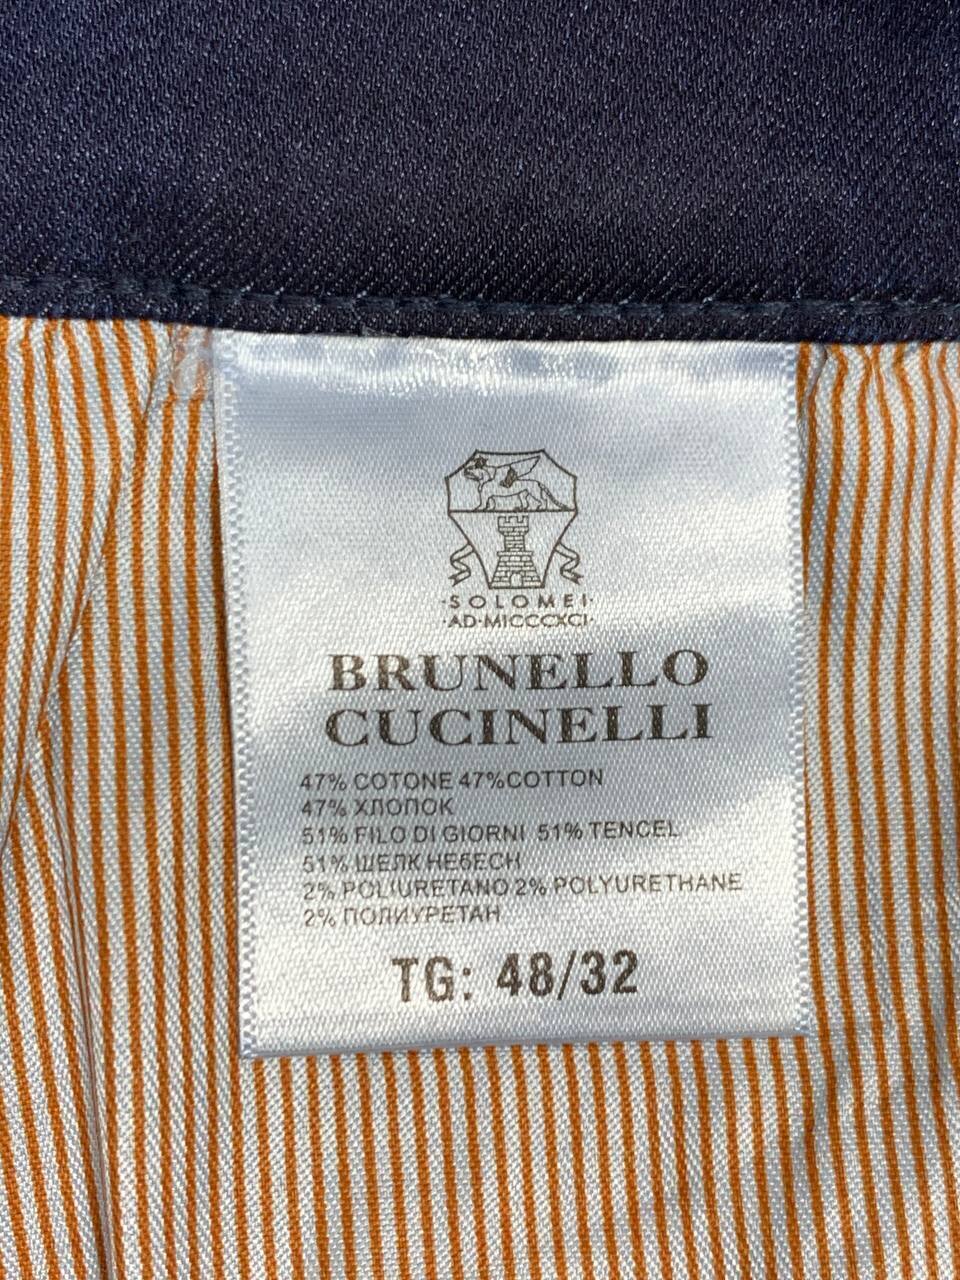 ·SOLOMEI·
·AD·MICCCXCI·
BRUNELLO
CUCINELLI
47% COTONE 47%COTTON
47% ХЛОПОК
51% FILO DI GIORNI 51% TENCEL
51% ШЕЛК НЕБЕСН
2% POLIURETANO 2% POLYURETHANE
2% ПОЛИУРЕТАН
TG: 48/32